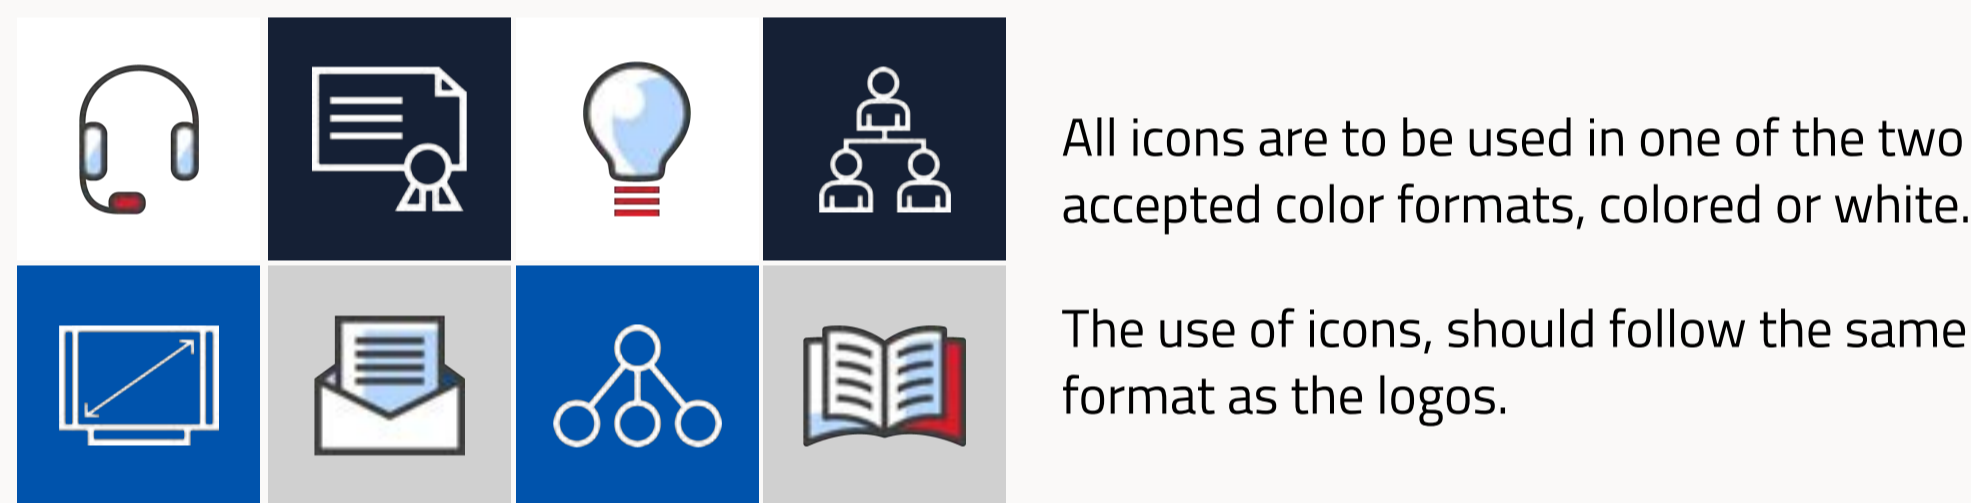 All icons are to be used in one of the two
accepted color formats, colored or white.
The use of icons, should follow the same
format as the logos.